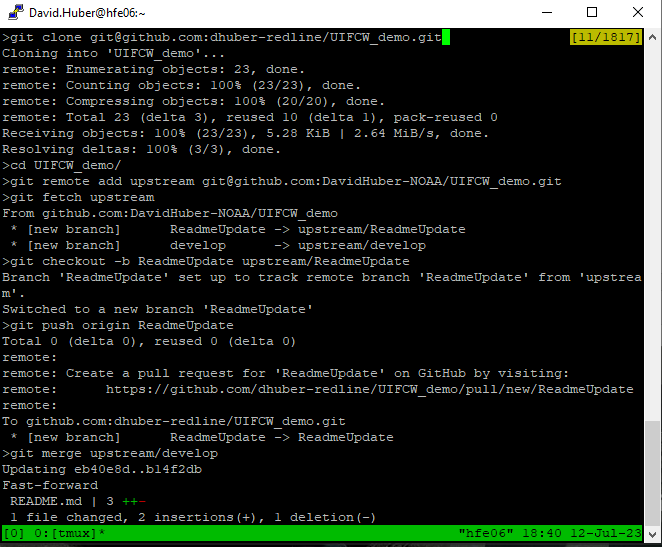 David.Huber@hfe06:~
>git clone git@github.com:dhuber-redline/UIFCW_demo.git [11/1817]
Cloning into 'UIFCW_demo'...
remote: Enumerating objects: 23, done.
remote: Counting objects: 100% (23/23), done.
remote: Compressing objects: 100% (20/20), done.
remote: Total 23 (delta 3), reused 10 (delta 1), pack-reused 0
Receiving objects: 100% (23/23), 5.28 KiB | 2.64 MiB/s, done.
Resolving deltas: 100% (3/3), done.
>cd UIFCW_demo/
>git remote add upstream git@github.com:DavidHuber-NOAA/UIFCW_demo.git
>git fetch upstream
From github.com:DavidHuber-NOAA/UIFCW_demo
 * [new branch]      ReadmeUpdate -> upstream/ReadmeUpdate
 * [new branch]      develop      -> upstream/develop
>git checkout -b ReadmeUpdate upstream/ReadmeUpdate
Branch 'ReadmeUpdate' set up to track remote branch 'ReadmeUpdate' from 'upstrea
m'.
Switched to a new branch 'ReadmeUpdate'
>git push origin ReadmeUpdate
Total 0 (delta 0), reused 0 (delta 0)
remote:
remote: Create a pull request for 'ReadmeUpdate' on GitHub by visiting:
remote:      https://github.com/dhuber-redline/UIFCW_demo/pull/new/ReadmeUpdate
remote:
To github.com:dhuber-redline/UIFCW_demo.git
 * [new branch]      ReadmeUpdate -> ReadmeUpdate
>git merge upstream/develop
Updating eb40e8d..b14f2db
Fast-forward
 README.md | 3 ++-
 1 file changed, 2 insertions(+), 1 deletion(-)
[0] 0:[tmux]* "hfe06" 18:40 12-Jul-23